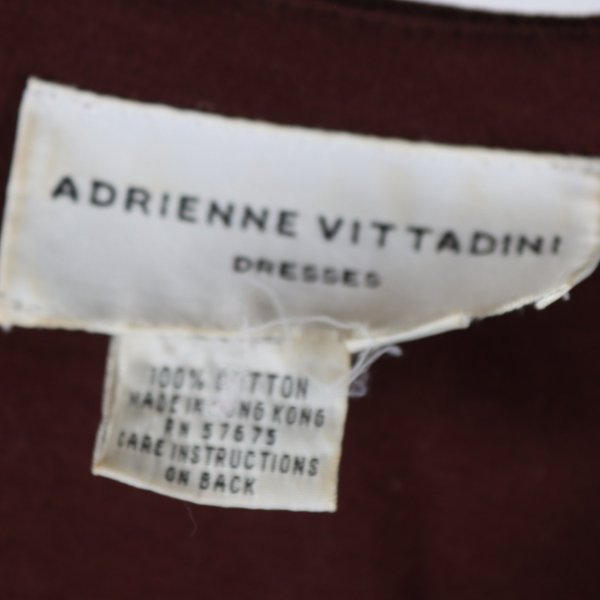 ADRIENNE VITTADINI
DRESSES
100% COTTON
MADE IN HONG KONG
RN 57675
CARE INSTRUCTIONS
ON BACK